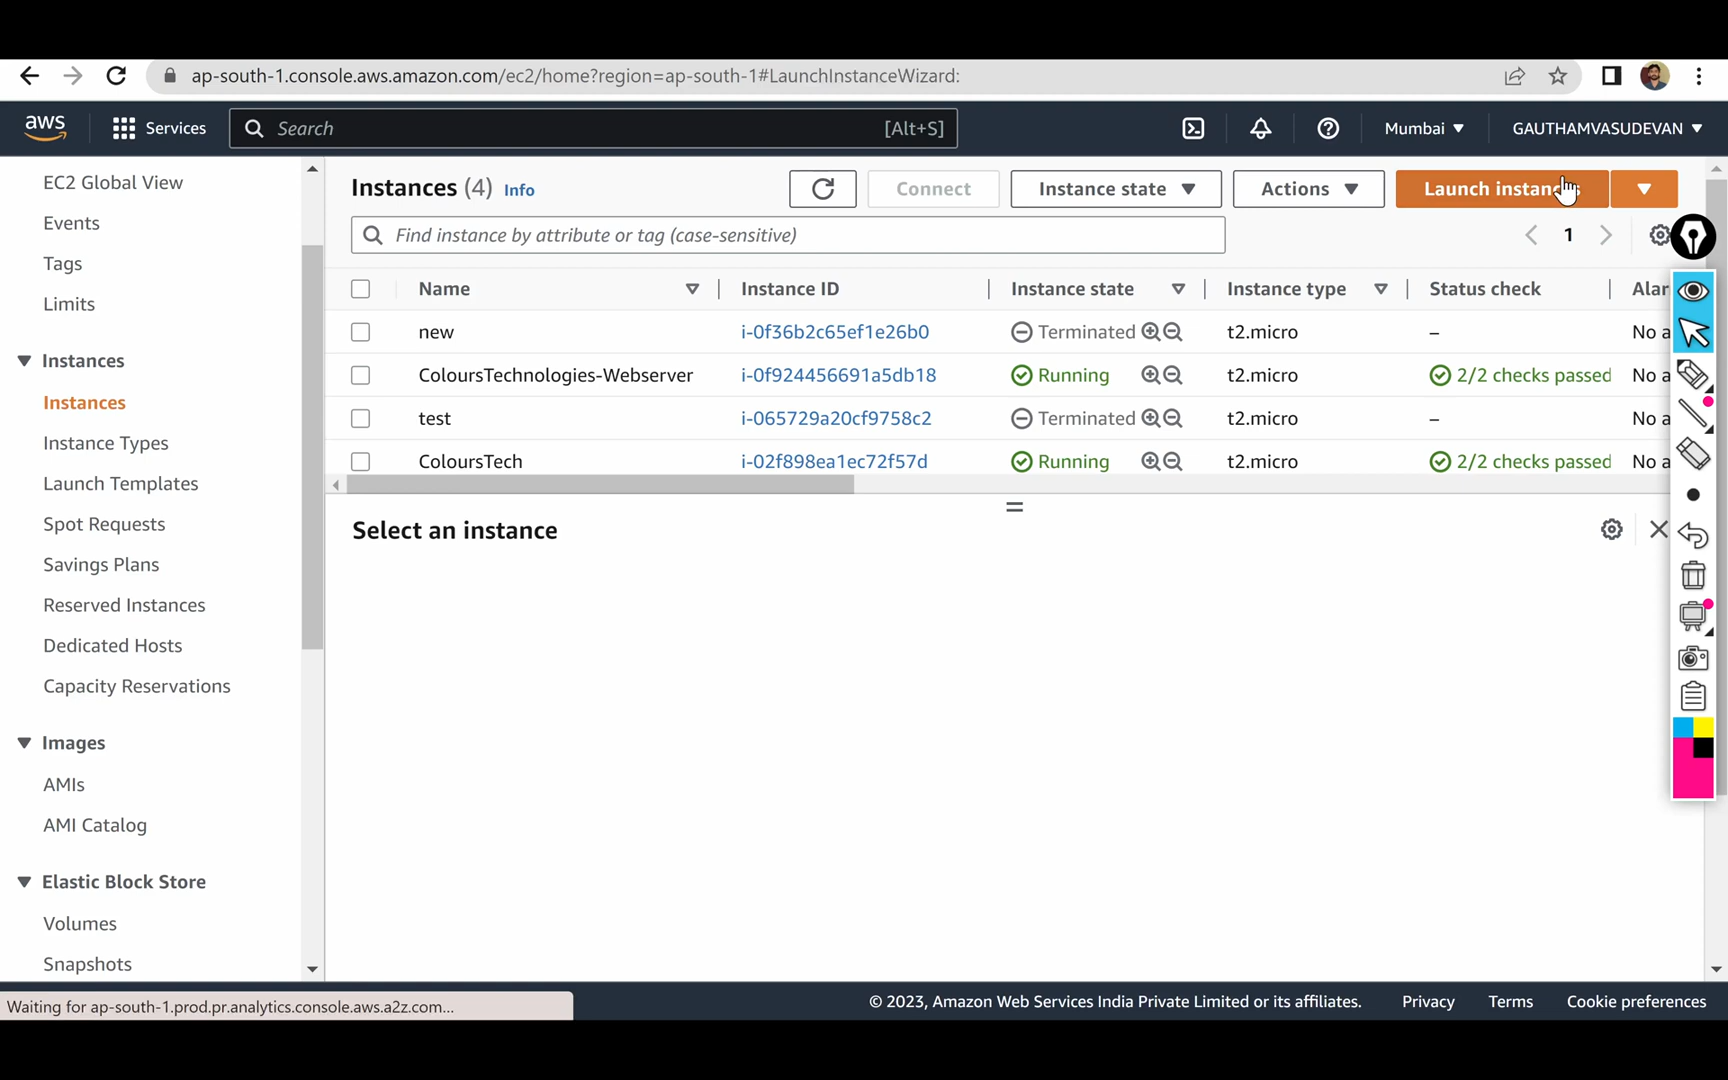 ap-south-1.console.aws.amazon.com/ec2/home?region=ap-south-1#LaunchInstanceWizard:
aws
Services
Search
[Alt+S]
Mumbai
GAUTHAMVASUDEVAN
EC2 Global View
Events
Tags
Limits
Instances
Instances
Instance Types
Launch Templates
Spot Requests
Savings Plans
Reserved Instances
Dedicated Hosts
Capacity Reservations
Images
AMIs
AMI Catalog
Elastic Block Store
Volumes
Snapshots
Instances (4) Info
Connect
Instance state
Actions
Launch instan
Find instance by attribute or tag (case-sensitive)
1
Name Instance ID Instance state Instance type Status check Alar
new i-0f36b2c65ef1e26b0 Terminated t2.micro – No a
ColoursTechnologies-Webserver i-0f924456691a5db18 Running t2.micro 2/2 checks passed No a
test i-065729a20cf9758c2 Terminated t2.micro – No a
ColoursTech i-02f898ea1ec72f57d Running t2.micro 2/2 checks passed No a
Select an instance
Waiting for ap-south-1.prod.pr.analytics.console.aws.a2z.com...
© 2023, Amazon Web Services India Private Limited or its affiliates. Privacy Terms Cookie preferences